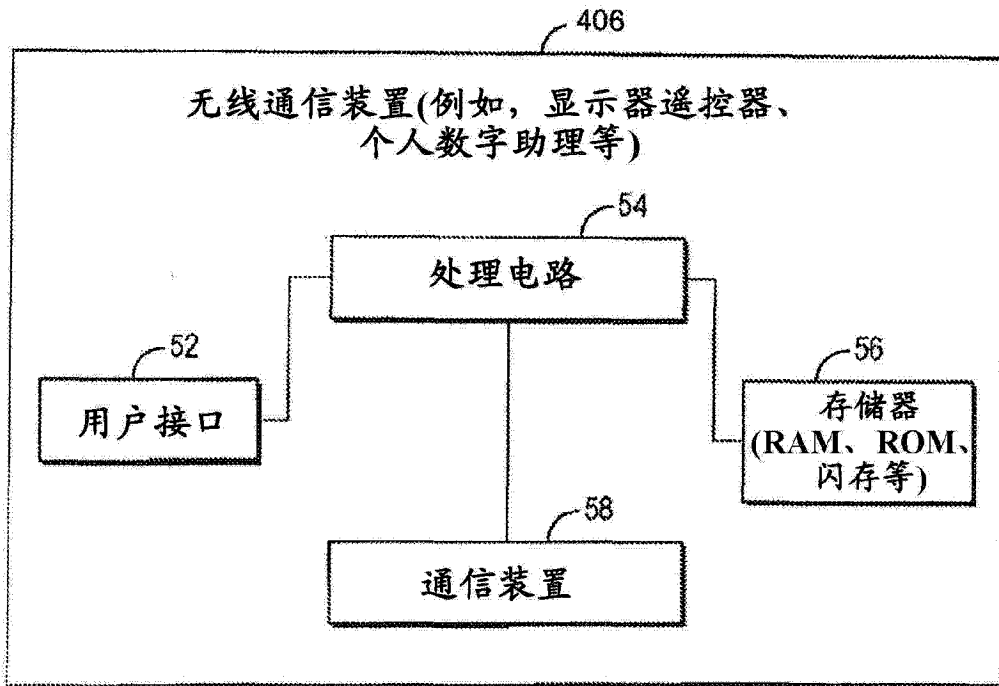 406
无线通信装置(例如，显示器遥控器、
个人数字助理等)
54
处理电路
52
用户接口
56
存储器
(RAM、ROM、
闪存等)
58
通信装置